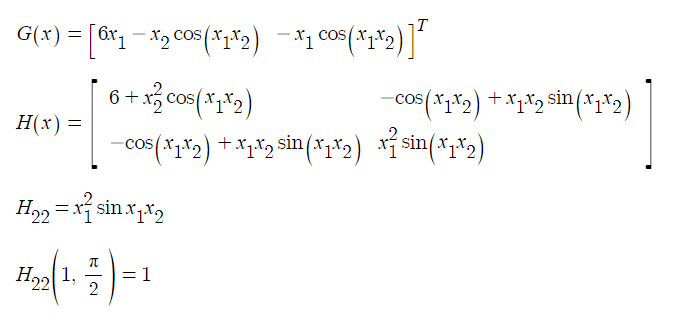 G(x) = [6x₁ − x₂ cos(x₁x₂)  −x₁ cos(x₁x₂)]ᵀ
H(x) = [ 6 + x₂² cos(x₁x₂)  −cos(x₁x₂) + x₁x₂ sin(x₁x₂)
−cos(x₁x₂) + x₁x₂ sin(x₁x₂)  x₁² sin(x₁x₂) ]
H₂₂ = x₁² sin x₁x₂
H₂₂(1, π/2) = 1